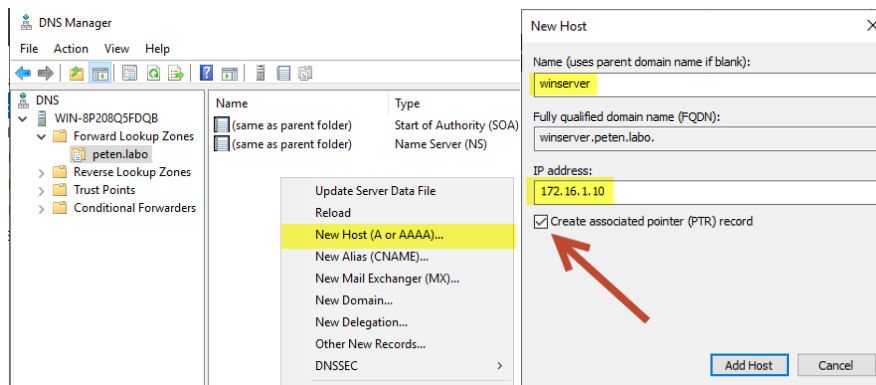 DNS Manager
File Action View Help
DNS
WIN-8P208Q5FDQB
Forward Lookup Zones
peten.labo
Reverse Lookup Zones
Trust Points
Conditional Forwarders
Name Type
(same as parent folder) Start of Authority (SOA)
(same as parent folder) Name Server (NS)
Update Server Data File
Reload
New Host (A or AAAA)...
New Alias (CNAME)...
New Mail Exchanger (MX)...
New Domain...
New Delegation...
Other New Records...
DNSSEC
New Host
Name (uses parent domain name if blank):
winserver
Fully qualified domain name (FQDN):
winserver.peten.labo.
IP address:
172.16.1.10
Create associated pointer (PTR) record
Add Host Cancel